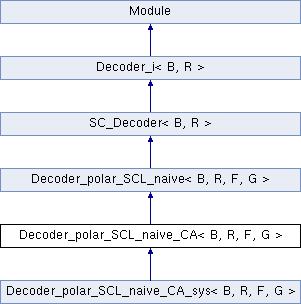 Module
Decoder_i< B, R >
SC_Decoder< B, R >
Decoder_polar_SCL_naive< B, R, F, G >
Decoder_polar_SCL_naive_CA< B, R, F, G >
Decoder_polar_SCL_naive_CA_sys< B, R, F, G >